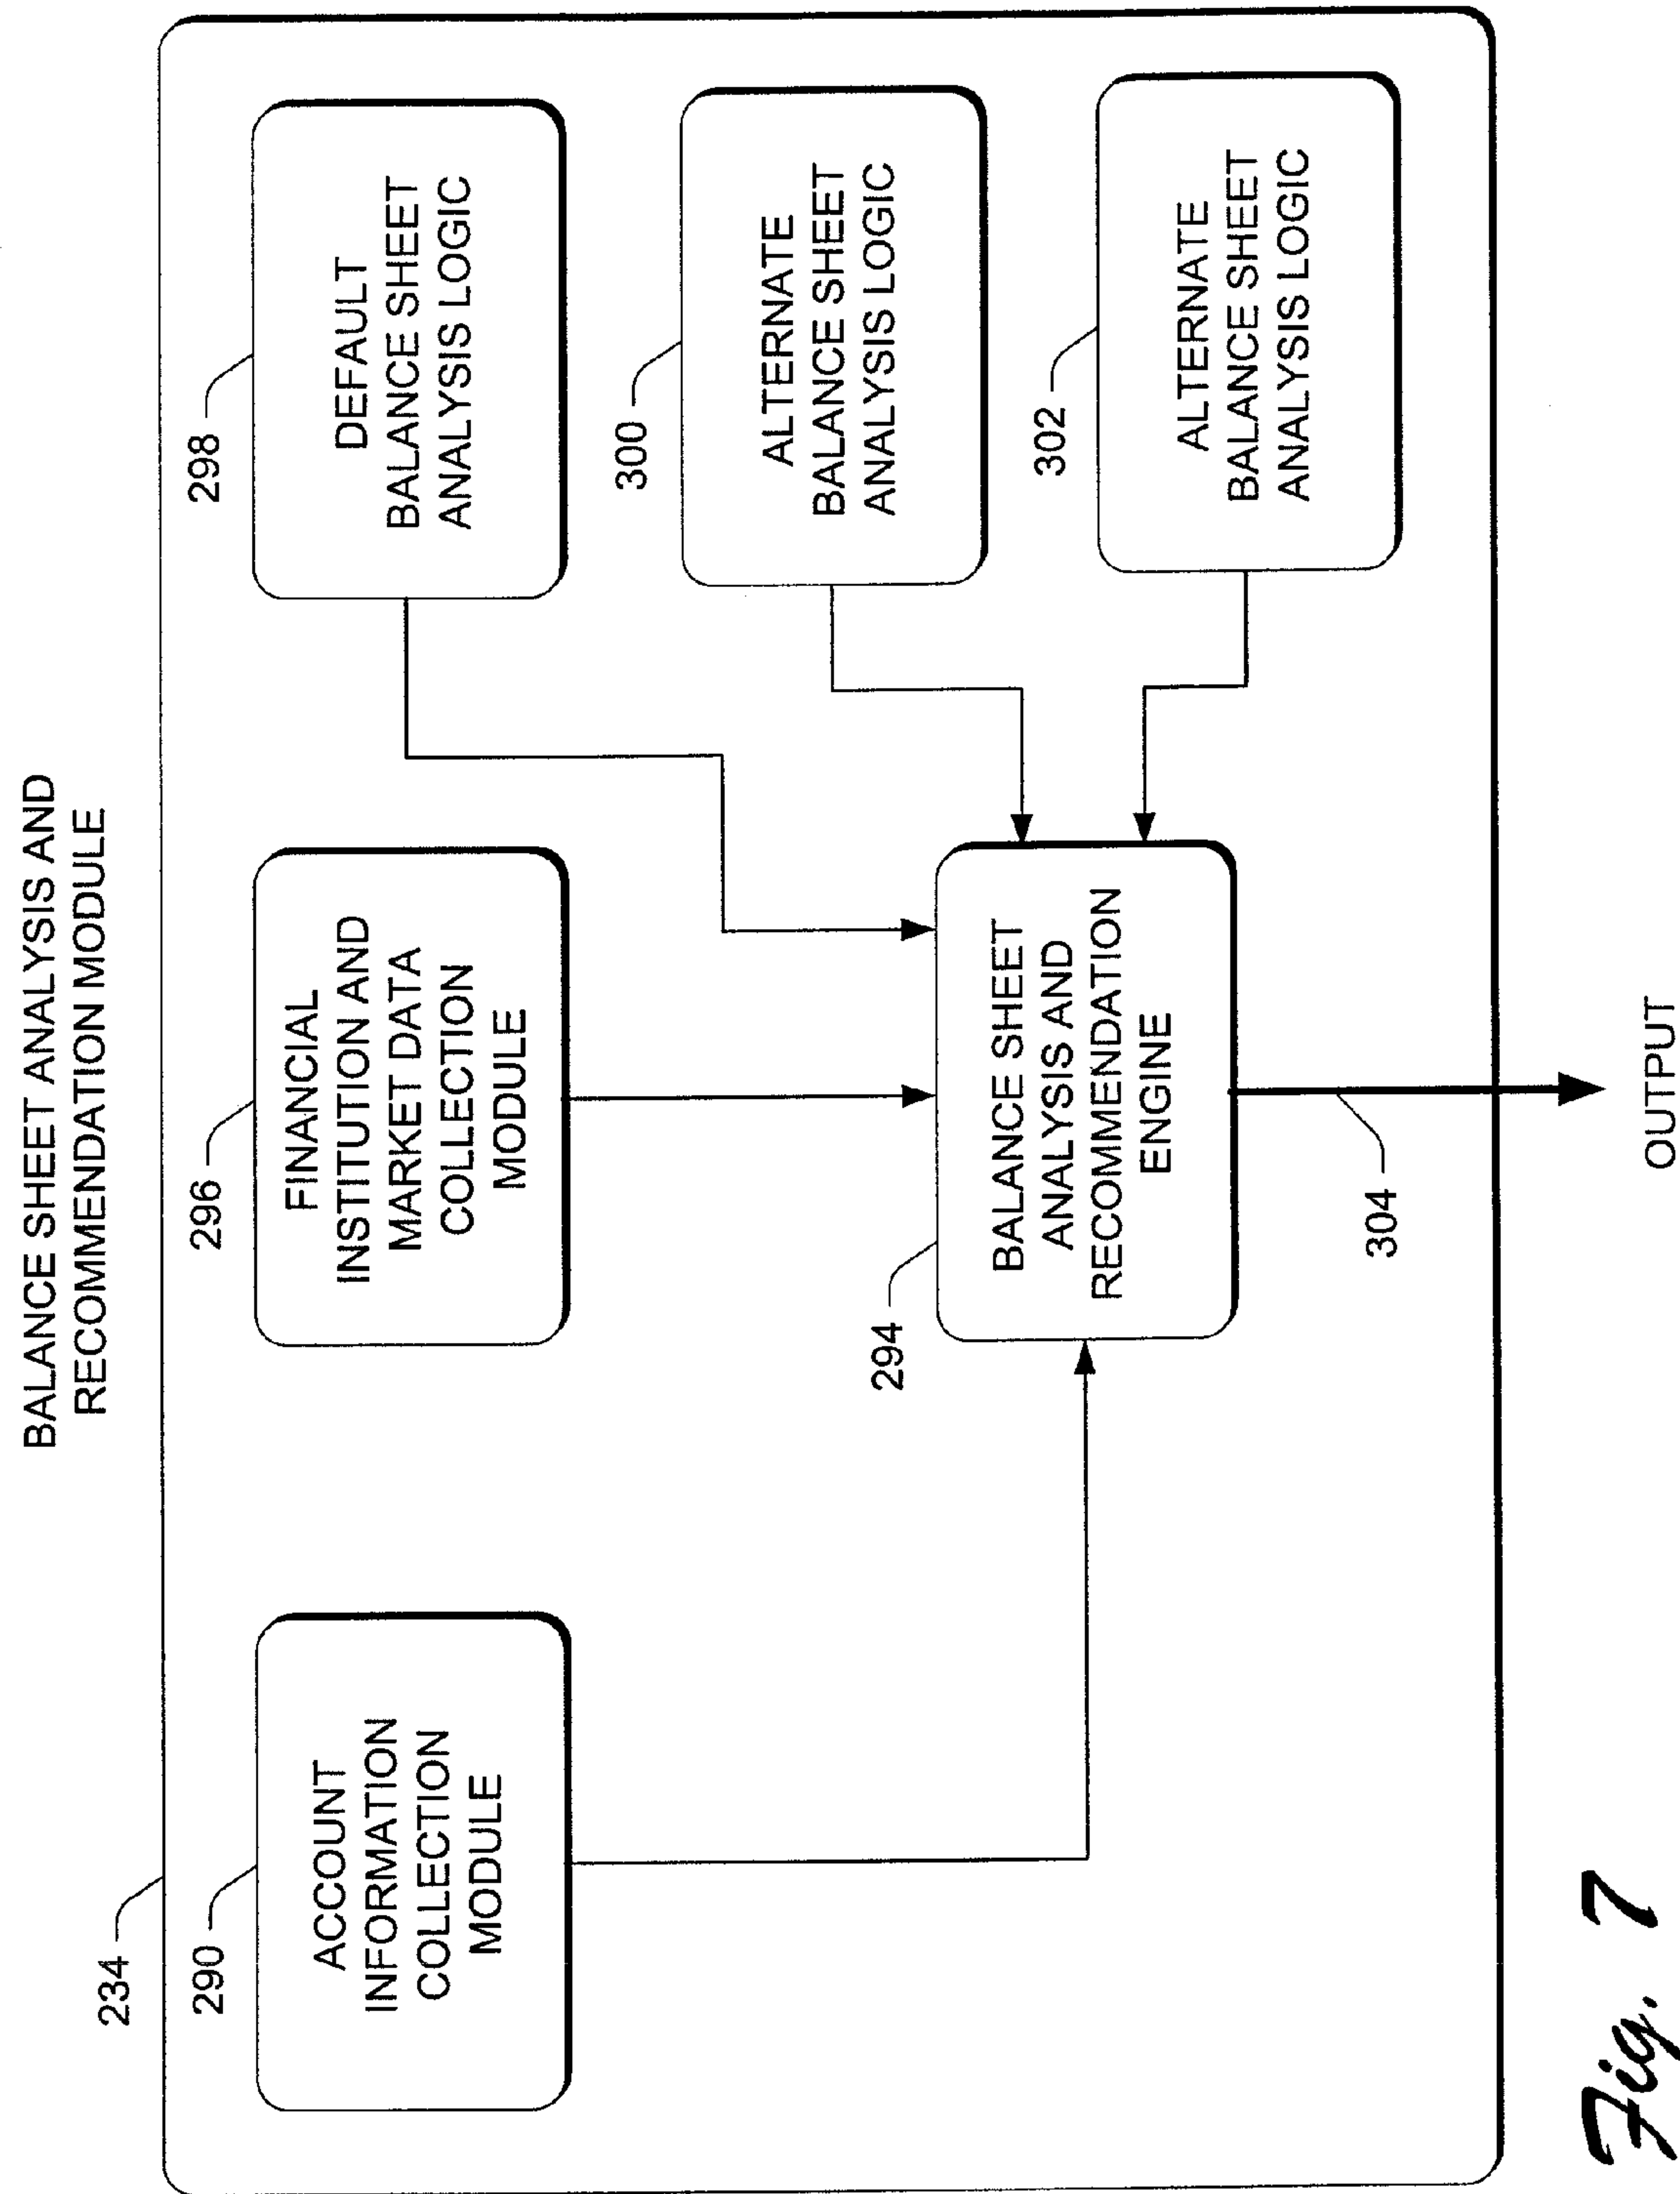 BALANCE SHEET ANALYSIS AND
RECOMMENDATION MODULE
234
290
ACCOUNT
INFORMATION
COLLECTION
MODULE
296
FINANCIAL
INSTITUTION AND
MARKET DATA
COLLECTION
MODULE
298
DEFAULT
BALANCE SHEET
ANALYSIS LOGIC
300
ALTERNATE
BALANCE SHEET
ANALYSIS LOGIC
302
ALTERNATE
BALANCE SHEET
ANALYSIS LOGIC
294
BALANCE SHEET
ANALYSIS AND
RECOMMENDATION
ENGINE
304
OUTPUT
Fig. 7